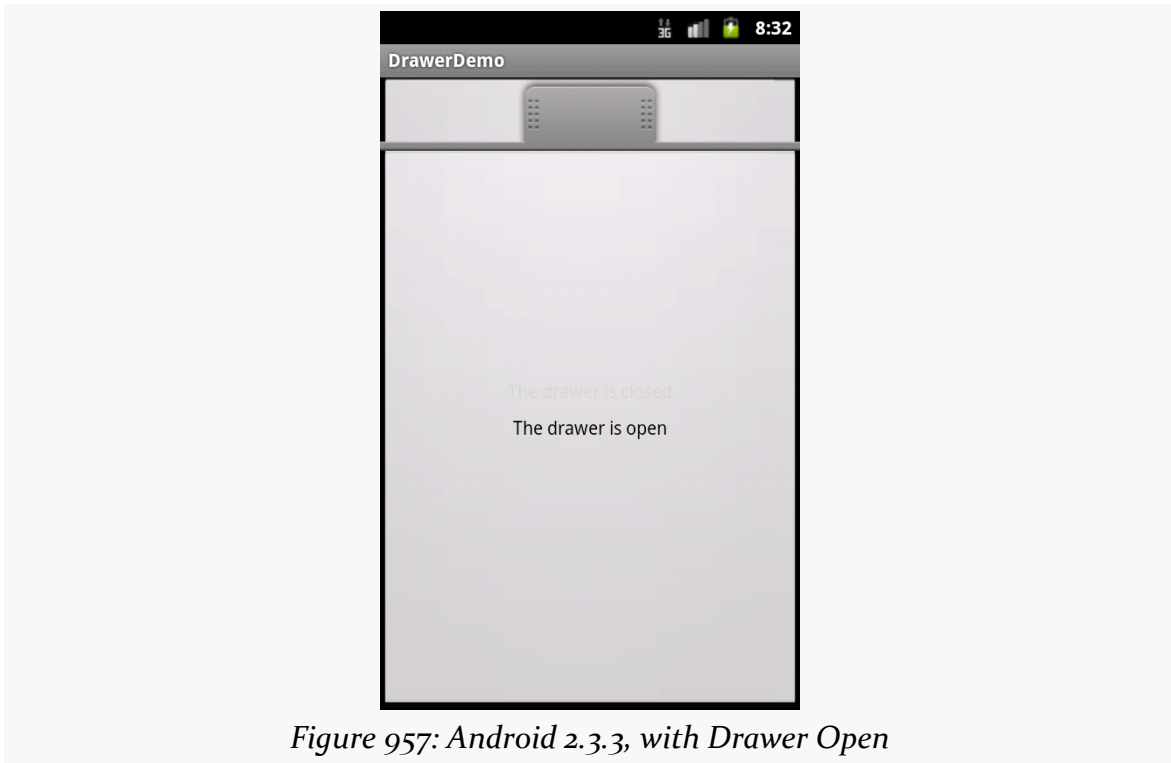 3G 8:32
DrawerDemo
The drawer is closed
The drawer is open
Figure 957: Android 2.3.3, with Drawer Open